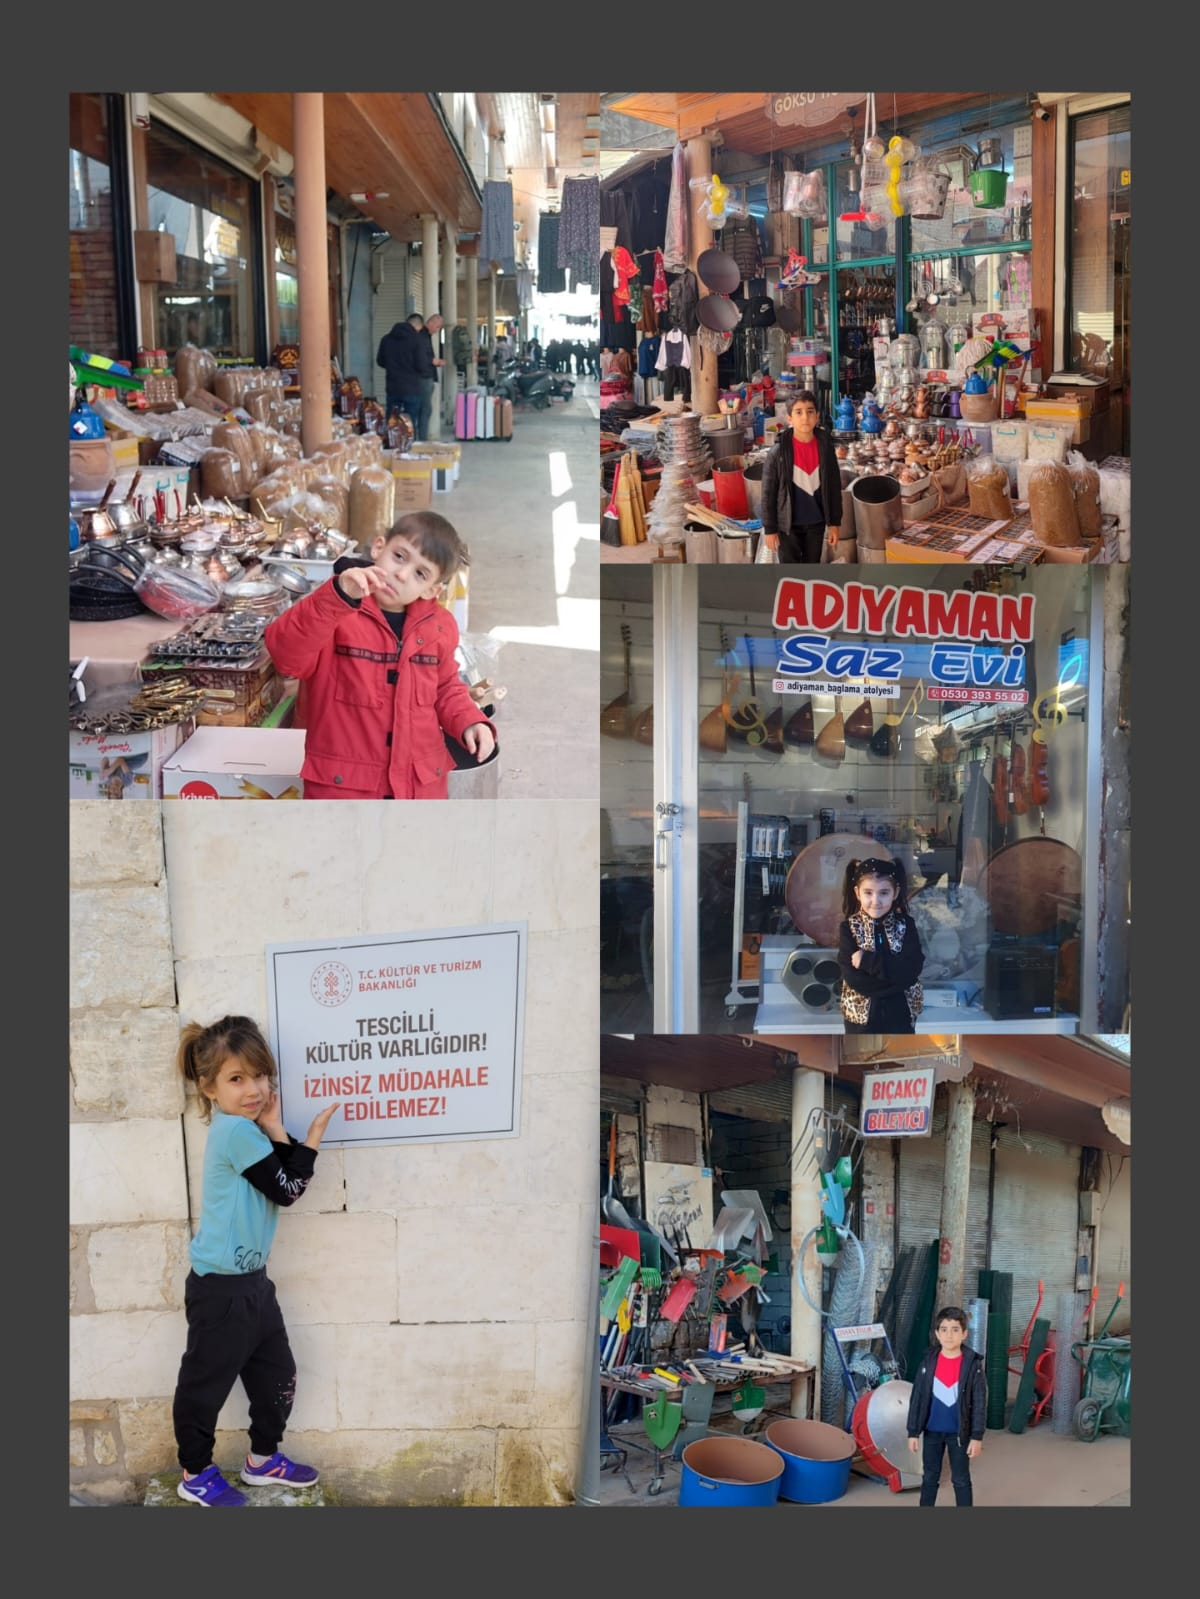 kiwa
T.C. KÜLTÜR VE TURİZM
BAKANLIĞI
TESCİLLİ
KÜLTÜR VARLIĞIDIR!
İZİNSİZ MÜDAHALE
EDİLEMEZ!
GÖKSU
ADIYAMAN
Saz Evi
adiyaman_baglama_atolyesi
0530 393 55 02
BIÇAKÇI
BİLEYİCİ